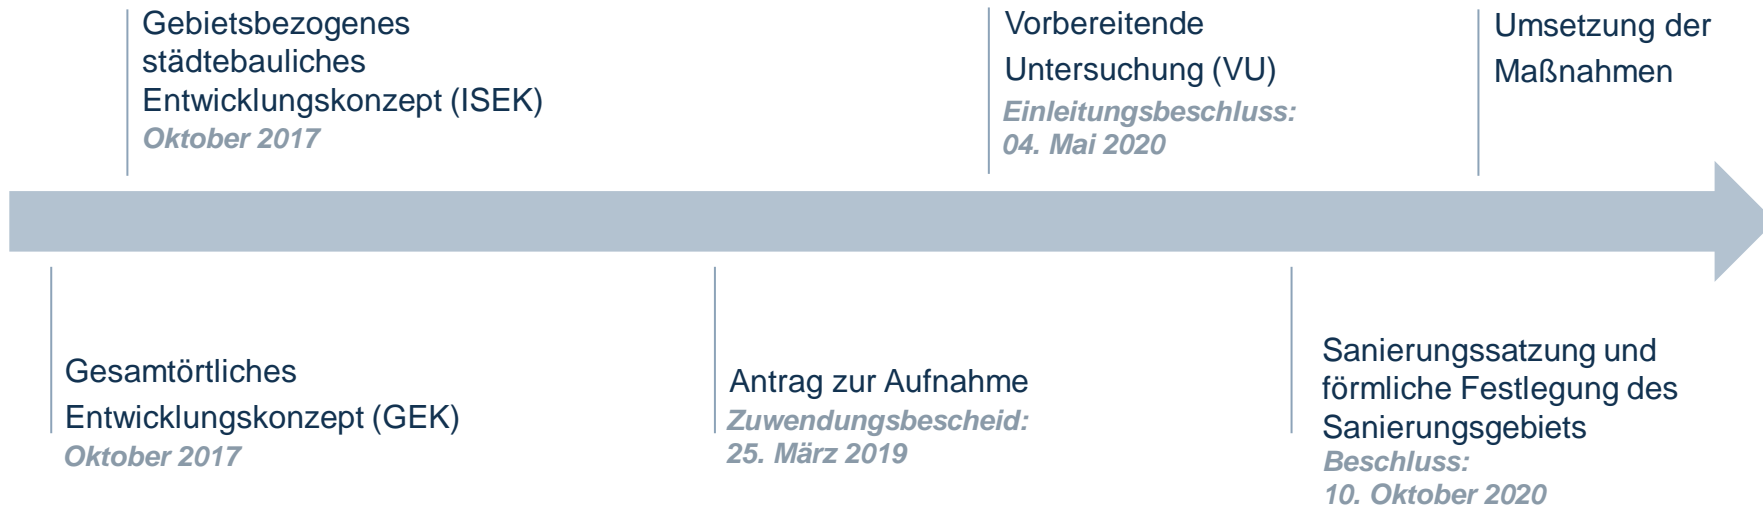 Gebietsbezogenes
städtebauliches
Entwicklungskonzept (ISEK)
Oktober 2017
Vorbereitende
Untersuchung (VU)
Einleitungsbeschluss:
04. Mai 2020
Umsetzung der
Maßnahmen
Gesamtörtliches
Entwicklungskonzept (GEK)
Oktober 2017
Antrag zur Aufnahme
Zuwendungsbescheid:
25. März 2019
Sanierungssatzung und
förmliche Festlegung des
Sanierungsgebiets
Beschluss:
10. Oktober 2020